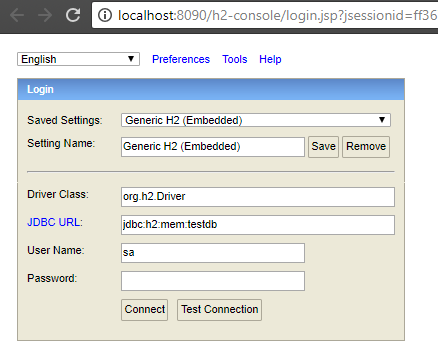 localhost:8090/h2-console/login.jsp?jsessionid=ff36
English Preferences Tools Help
Login
Saved Settings: Generic H2 (Embedded)
Setting Name: Generic H2 (Embedded) Save Remove
Driver Class: org.h2.Driver
JDBC URL: jdbc:h2:mem:testdb
User Name: sa
Password:
Connect Test Connection